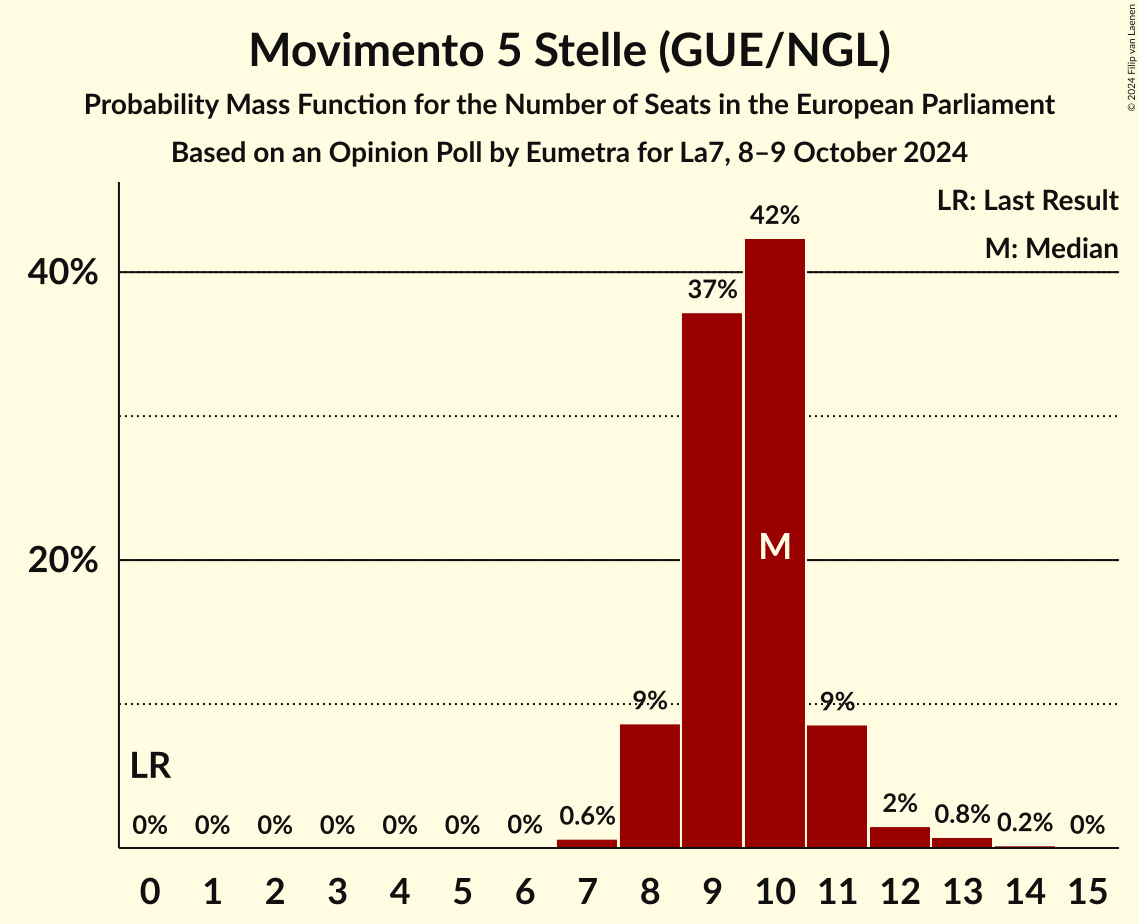 Movimento 5 Stelle (GUE/NGL)
Probability Mass Function for the Number of Seats in the European Parliament
Based on an Opinion Poll by Eumetra for La7, 8–9 October 2024
© 2024 Filip van Laenen
LR: Last Result
M: Median
42%
40%
37%
M
20%
9%
9%
LR
0%
0%
0%
0%
0%
0%
0%
0.6%
2%
0.8%
0.2%
0%
0 1 2 3 4 5 6 7 8 9 10 11 12 13 14 15